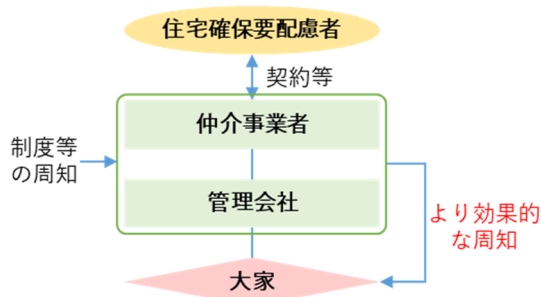 住宅確保要配慮者
契約等
仲介事業者
制度等
の周知
管理会社
より効果的
な周知
大家